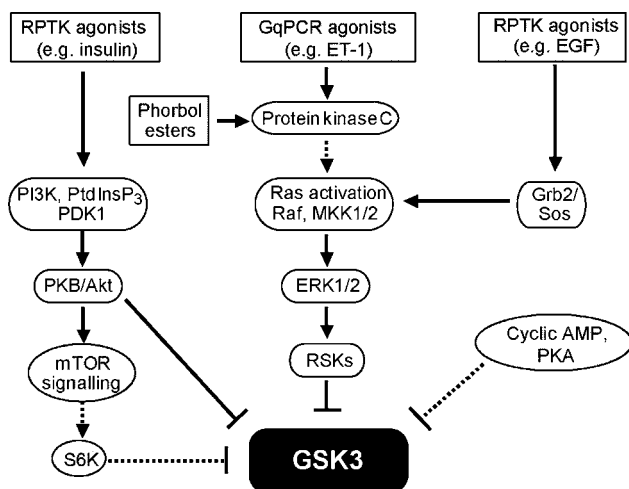 RPTK agonists
(e.g. insulin)
GqPCR agonists
(e.g. ET-1)
RPTK agonists
(e.g. EGF)
Phorbol
esters
Protein kinase C
PI3K, PtdInsP3
PDK1
Ras activation
Raf, MKK1/2
Grb2/
Sos
PKB/Akt
ERK1/2
mTOR
signalling
RSKs
Cyclic AMP,
PKA
S6K
GSK3